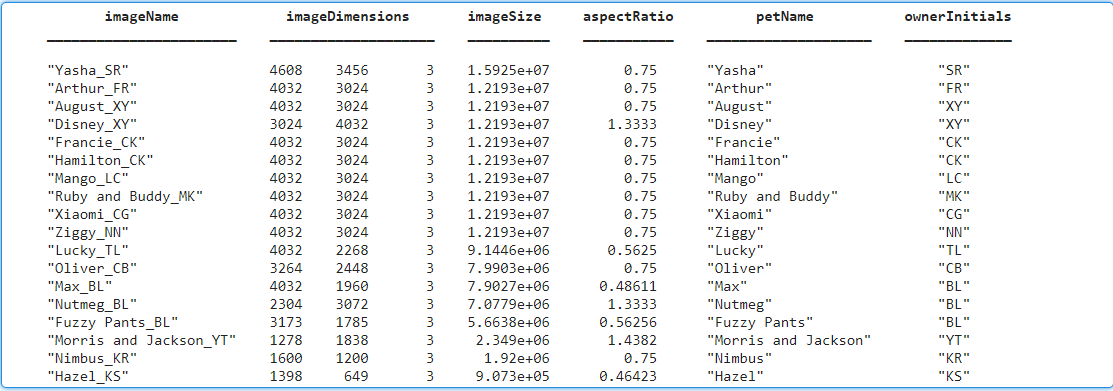 imageName imageDimensions imageSize aspectRatio petName ownerInitials
"Yasha_SR" 4608 3456 3 1.5925e+07 0.75 "Yasha" "SR"
"Arthur_FR" 4032 3024 3 1.2193e+07 0.75 "Arthur" "FR"
"August_XY" 4032 3024 3 1.2193e+07 0.75 "August" "XY"
"Disney_XY" 3024 4032 3 1.2193e+07 1.3333 "Disney" "XY"
"Francie_CK" 4032 3024 3 1.2193e+07 0.75 "Francie" "CK"
"Hamilton_CK" 4032 3024 3 1.2193e+07 0.75 "Hamilton" "CK"
"Mango_LC" 4032 3024 3 1.2193e+07 0.75 "Mango" "LC"
"Ruby and Buddy_MK" 4032 3024 3 1.2193e+07 0.75 "Ruby and Buddy" "MK"
"Xiaomi_CG" 4032 3024 3 1.2193e+07 0.75 "Xiaomi" "CG"
"Ziggy_NN" 4032 3024 3 1.2193e+07 0.75 "Ziggy" "NN"
"Lucky_TL" 4032 2268 3 9.1446e+06 0.5625 "Lucky" "TL"
"Oliver_CB" 3264 2448 3 7.9903e+06 0.75 "Oliver" "CB"
"Max_BL" 4032 1960 3 7.9027e+06 0.48611 "Max" "BL"
"Nutmeg_BL" 2304 3072 3 7.0779e+06 1.3333 "Nutmeg" "BL"
"Fuzzy Pants_BL" 3173 1785 3 5.6638e+06 0.56256 "Fuzzy Pants" "BL"
"Morris and Jackson_YT" 1278 1838 3 2.349e+06 1.4382 "Morris and Jackson" "YT"
"Nimbus_KR" 1600 1200 3 1.92e+06 0.75 "Nimbus" "KR"
"Hazel_KS" 1398 649 3 9.073e+05 0.46423 "Hazel" "KS"